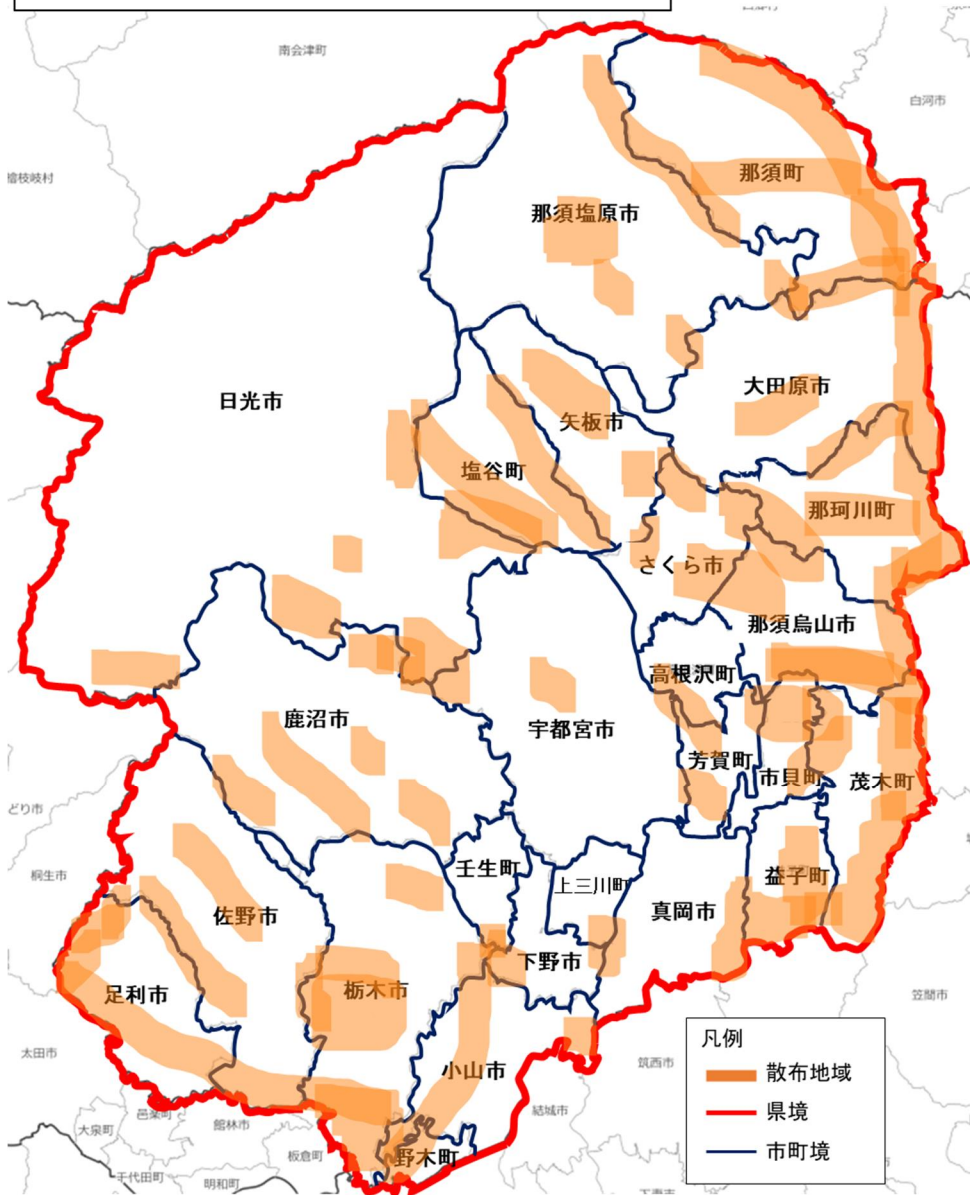 南会津町
白河市
檜枝岐村
那須町
那須塩原市
大田原市
日光市
矢板市
塩谷町
那珂川町
さくら市
那須烏山市
高根沢町
鹿沼市
宇都宮市
芳賀町
市貝町
茂木町
どり市
壬生町
上三川町
益子町
桐生市
佐野市
真岡市
下野市
足利市
栃木市
笠間市
太田市
小山市
筑西市
結城市
邑楽町
大泉町
館林市
板倉町
野木町
千代田町
明和町
下妻市
凡例
散布地域
県境
市町境